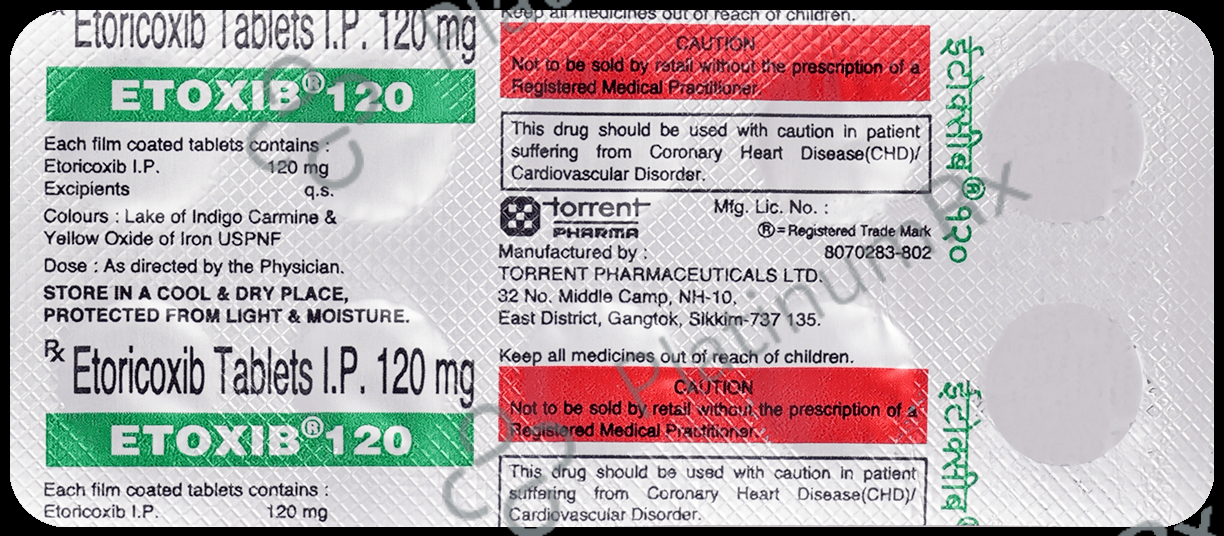 Etoricoxib Tablets I.P. 120 mg
ETOXIB® 120
Each film coated tablets contains :
Etoricoxib I.P. 120 mg
Excipients q.s.
Colours : Lake of Indigo Carmine &
Yellow Oxide of Iron USPNF
Dose : As directed by the Physician.
STORE IN A COOL & DRY PLACE,
PROTECTED FROM LIGHT & MOISTURE.
Rx Etoricoxib Tablets I.P. 120 mg
ETOXIB® 120
Each film coated tablets contains :
Etoricoxib I.P. 120 mg
Keep all medicines out of reach of children.
CAUTION
Not to be sold by retail without the prescription of a
Registered Medical Practitioner.
This drug should be used with caution in patient
suffering from Coronary Heart Disease(CHD)/
Cardiovascular Disorder.
torrent
PHARMA
Mfg. Lic. No. :
®=Registered Trade Mark
8070283-802
Manufactured by :
TORRENT PHARMACEUTICALS LTD.
32 No. Middle Camp, NH-10,
East District, Gangtok, Sikkim-737 135.
Keep all medicines out of reach of children.
CAUTION
Not to be sold by retail without the prescription of a
Registered Medical Practitioner.
This drug should be used with caution in patient
suffering from Coronary Heart Disease(CHD)/
Cardiovascular Disorder.
ईटोक्सीब® १२०
ईटोक्सीब®
PlatinumRx